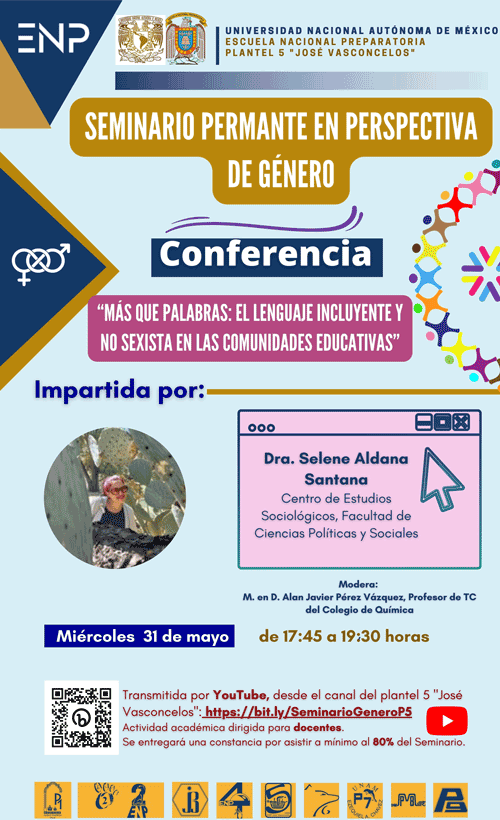 ENP
UNIVERSIDAD NACIONAL AUTÓNOMA DE MÉXICO
ESCUELA NACIONAL PREPARATORIA
PLANTEL 5 "JOSÉ VASCONCELOS"
SEMINARIO PERMANTE EN PERSPECTIVA
DE GÉNERO
Conferencia
“MÁS QUE PALABRAS: EL LENGUAJE INCLUYENTE Y
NO SEXISTA EN LAS COMUNIDADES EDUCATIVAS”
Impartida por:
Dra. Selene Aldana
Santana
Centro de Estudios
Sociológicos, Facultad de
Ciencias Políticas y Sociales
Modera:
M. en D. Alan Javier Pérez Vázquez, Profesor de TC
del Colegio de Química
Miércoles 31 de mayo
de 17:45 a 19:30 horas
Transmitida por YouTube, desde el canal del plantel 5 "José
Vasconcelos": https://bit.ly/SeminarioGeneroP5
Actividad académica dirigida para docentes.
Se entregará una constancia por asistir a mínimo al 80% del Seminario.